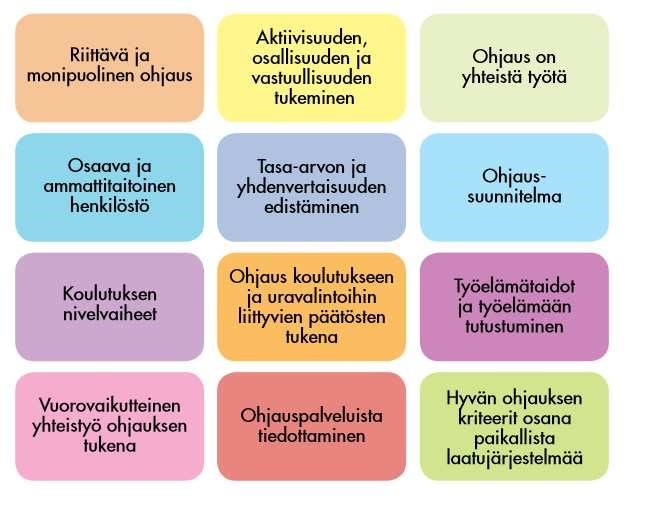 Riittävä ja
monipuolinen ohjaus
Aktiivisuuden,
osallisuuden ja
vastuullisuuden
tukeminen
Ohjaus on
yhteistä työtä
Osaava ja
ammattitaitoinen
henkilöstö
Tasa-arvon ja
yhdenvertaisuuden
edistäminen
Ohjaus-
suunnitelma
Koulutuksen
nivelvaiheet
Ohjaus koulutukseen
ja uravalintoihin
liittyvien päätösten
tukena
Työelämätaidot
ja työelämään
tutustuminen
Vuorovaikutteinen
yhteistyö ohjauksen
tukena
Ohjauspalveluista
tiedottaminen
Hyvän ohjauksen
kriteerit osana
paikallista
laatujärjestelmää